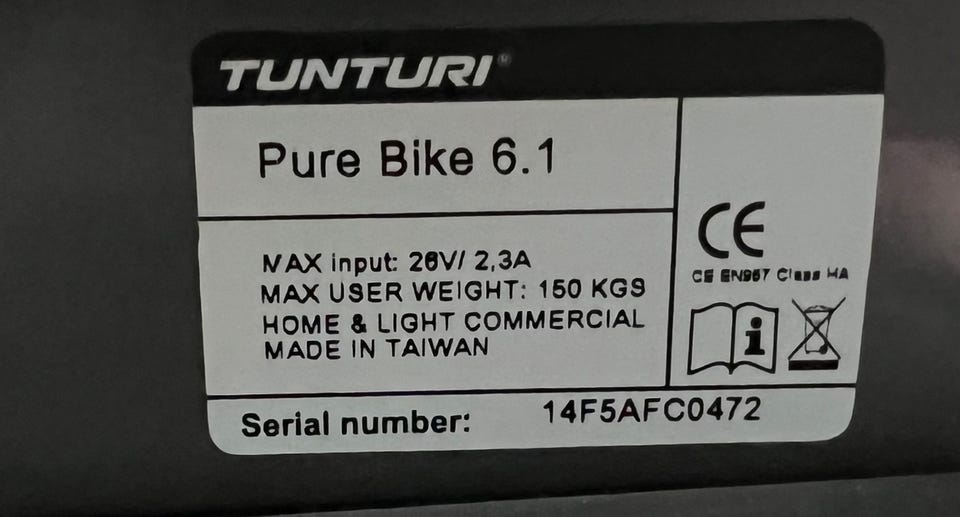 TUNTURI®
Pure Bike 6.1
MAX input: 26V/ 2,3A
MAX USER WEIGHT: 150 KGS
HOME & LIGHT COMMERCIAL
MADE IN TAIWAN
CE
CE EN957 Class HA
i
Serial number: 14F5AFC0472